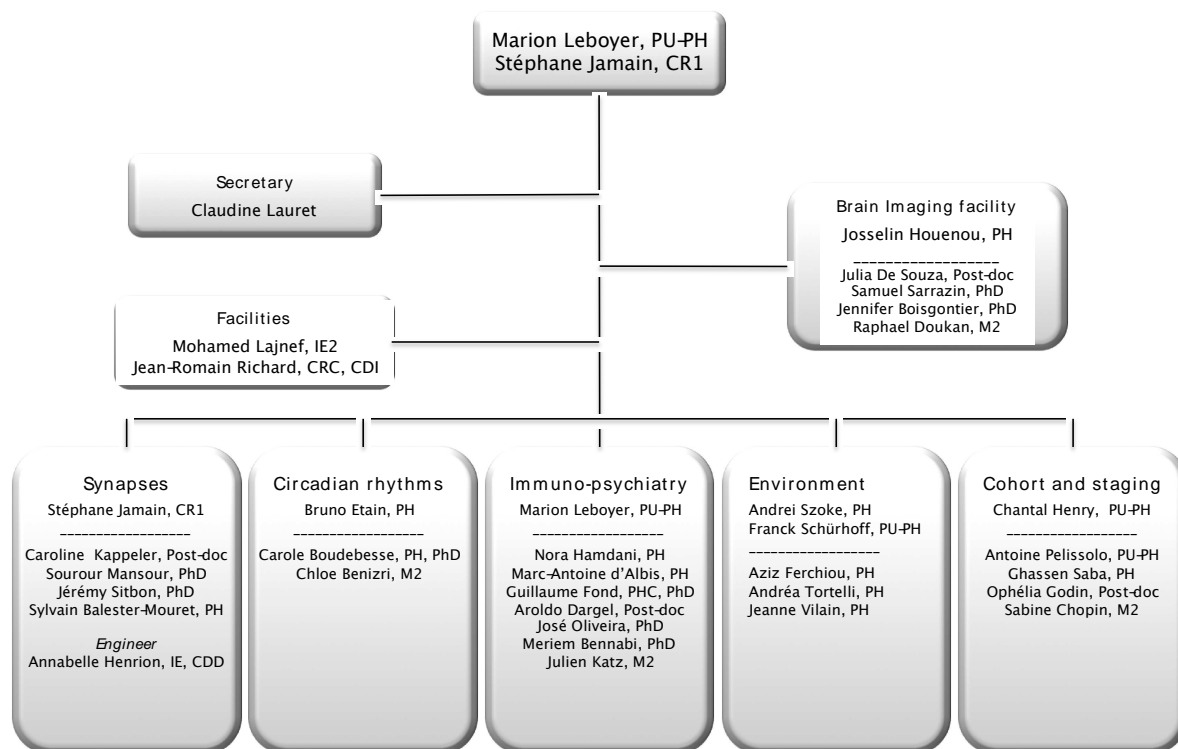 Marion Leboyer, PU-PH
Stéphane Jamain, CR1
Secretary
Claudine Lauret
Brain Imaging facility
Josselin Houenou, PH
__________________
Julia De Souza, Post-doc
Samuel Sarrazin, PhD
Jennifer Boisgontier, PhD
Raphael Doukan, M2
Facilities
Mohamed Lajnef, IE2
Jean-Romain Richard, CRC, CDI
Synapses
Stéphane Jamain, CR1
__________________
Caroline Kappeler, Post-doc
Sourour Mansour, PhD
Jérémy Sitbon, PhD
Sylvain Balester-Mouret, PH
Engineer
Annabelle Henrion, IE, CDD
Circadian rhythms
Bruno Etain, PH
__________________
Carole Boudebesse, PH, PhD
Chloe Benizri, M2
Immuno-psychiatry
Marion Leboyer, PU-PH
__________________
Nora Hamdani, PH
Marc-Antoine d'Albis, PH
Guillaume Fond, PHC, PhD
Aroldo Dargel, Post-doc
José Oliveira, PhD
Meriem Bennabi, PhD
Julien Katz, M2
Environment
Andrei Szoke, PH
Franck Schürhoff, PU-PH
__________________
Aziz Ferchiou, PH
Andréa Tortelli, PH
Jeanne Vilain, PH
Cohort and staging
Chantal Henry, PU-PH
__________________
Antoine Pelissolo, PU-PH
Ghassen Saba, PH
Ophélia Godin, Post-doc
Sabine Chopin, M2